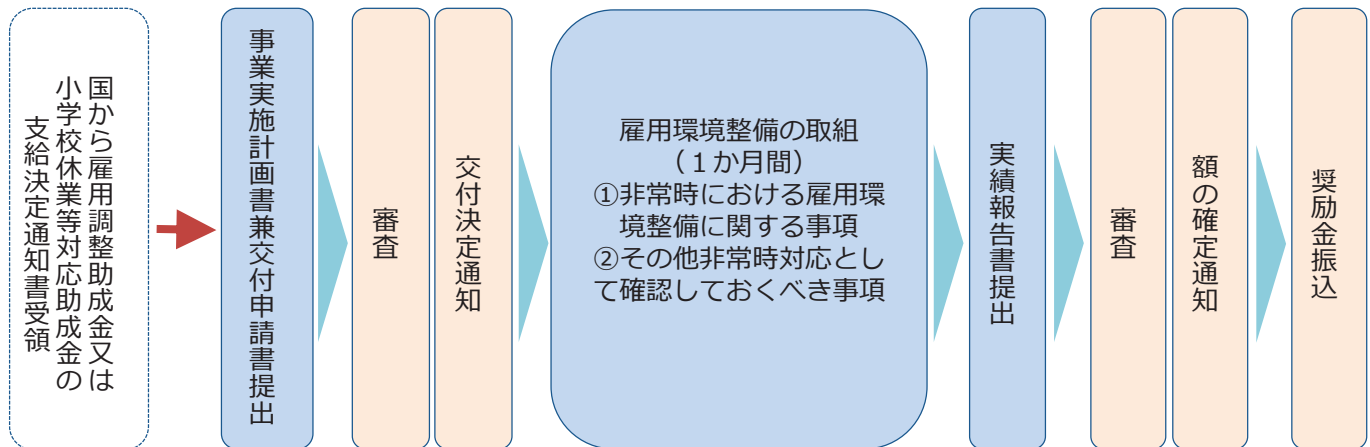 国から雇用調整助成金又は
小学校休業等対応助成金の
支給決定通知書受領
事業実施計画書兼交付申請書提出
審査
交付決定通知
雇用環境整備の取組
（１か月間）
①非常時における雇用環
境整備に関する事項
②その他非常時対応とし
て確認しておくべき事項
実績報告書提出
審査
額の確定通知
奨励金振込